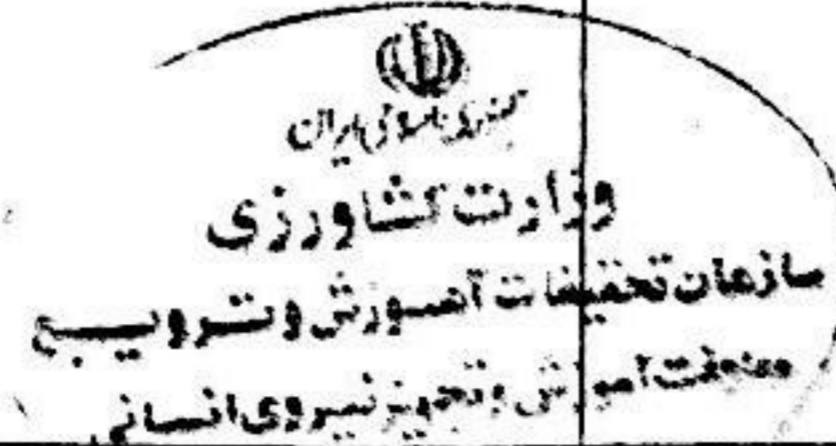 جمهوری اسلامی ایران
وزارت کشاورزی
سازمان تحقیقات آموزش و ترویج
معاونت آموزش و تجهیز نیروی انسانی